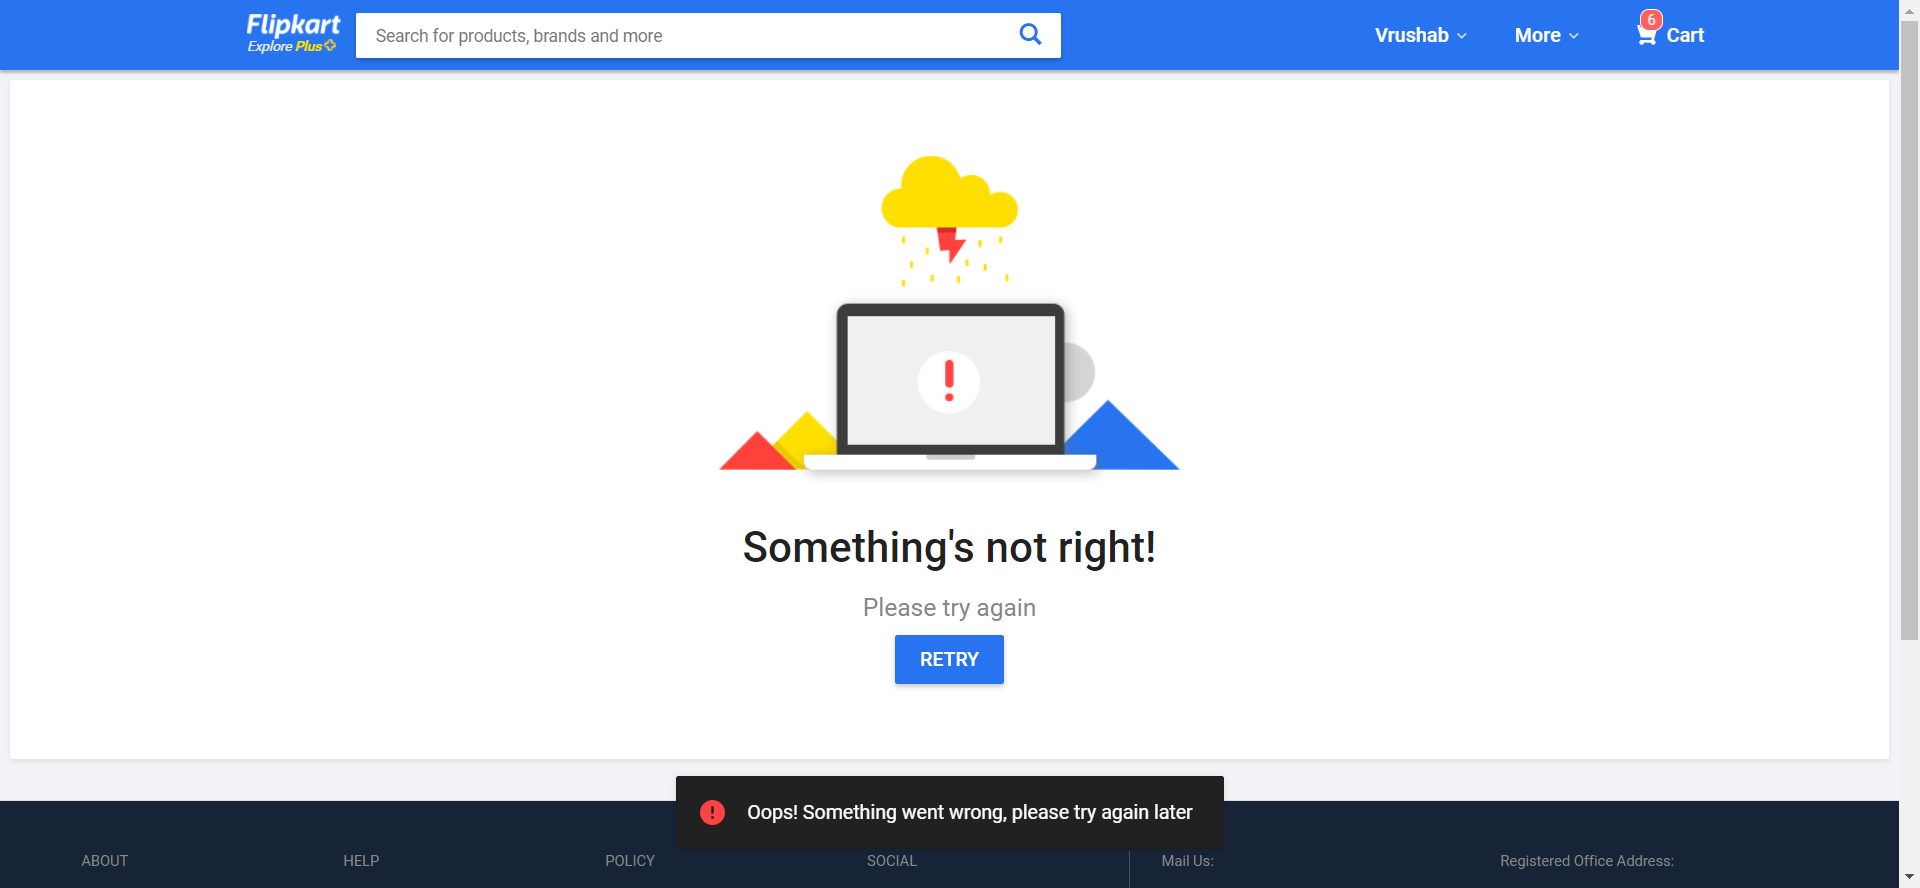 Flipkart
Explore Plus
Search for products, brands and more
Vrushab
More
6
Cart
!
Something's not right!
Please try again
RETRY
! Oops! Something went wrong, please try again later
ABOUT
HELP
POLICY
SOCIAL
Mail Us:
Registered Office Address: